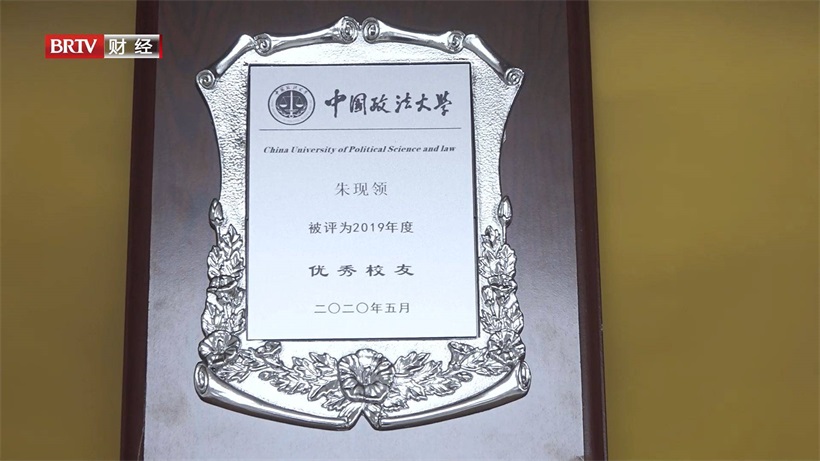 BRTV 财经
中国政法大学
China University of Political Science and law
朱现领
被评为2019年度
优秀校友
二〇二〇年五月